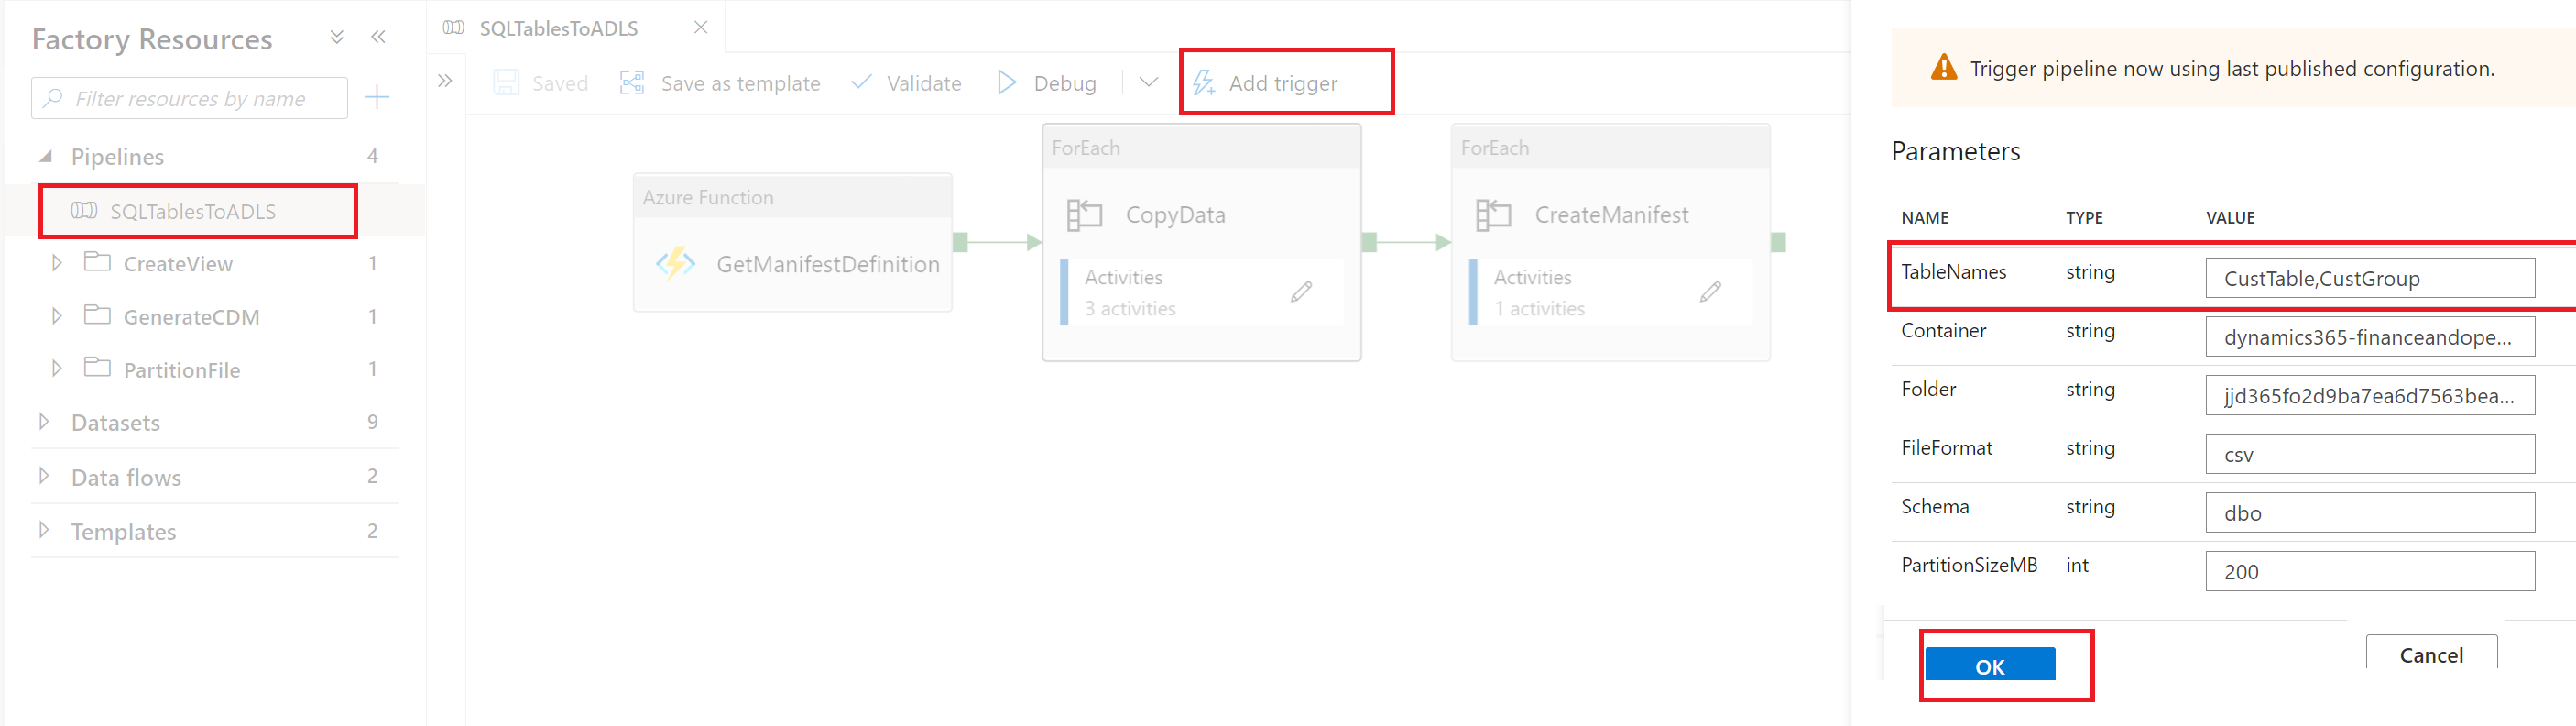 Factory Resources
Filter resources by name
Pipelines 4
SQLTablesToADLS
CreateView 1
GenerateCDM 1
PartitionFile 1
Datasets 9
Data flows 2
Templates 2
SQLTablesToADLS
Saved Save as template Validate Debug Add trigger
Azure Function
GetManifestDefinition
ForEach
CopyData
Activities
3 activities
ForEach
CreateManifest
Activities
1 activities
Trigger pipeline now using last published configuration.
Parameters
NAME TYPE VALUE
TableNames string CustTable,CustGroup
Container string dynamics365-financeandope...
Folder string jjd365fo2d9ba7ea6d7563bea...
FileFormat string csv
Schema string dbo
PartitionSizeMB int 200
OK Cancel